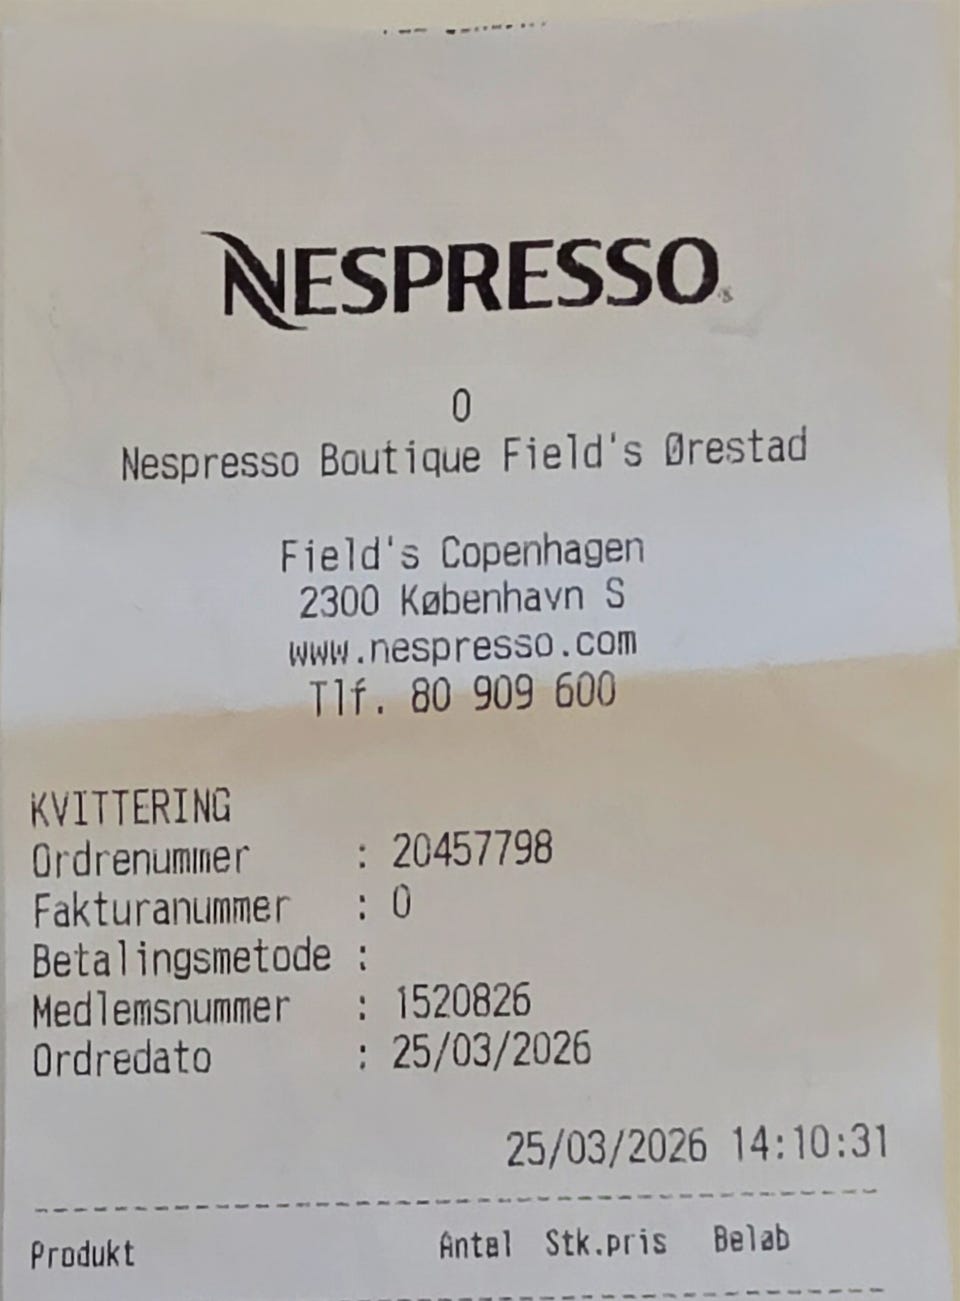 NESPRESSO
0
Nespresso Boutique Field's Ørestad
Field's Copenhagen
2300 København S
www.nespresso.com
Tlf. 80 909 600
KVITTERING
Ordrenummer : 20457798
Fakturanummer : 0
Betalingsmetode :
Medlemsnummer : 1520826
Ordredato : 25/03/2026
25/03/2026 14:10:31
Produkt Antal Stk.pris Beløb